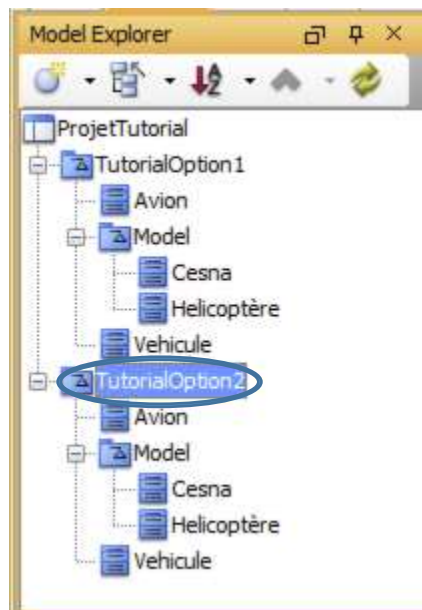 Model Explorer
ProjetTutorial
TutorialOption1
Avion
Model
Cesna
Helicoptère
Vehicule
TutorialOption2
Avion
Model
Cesna
Helicoptère
Vehicule